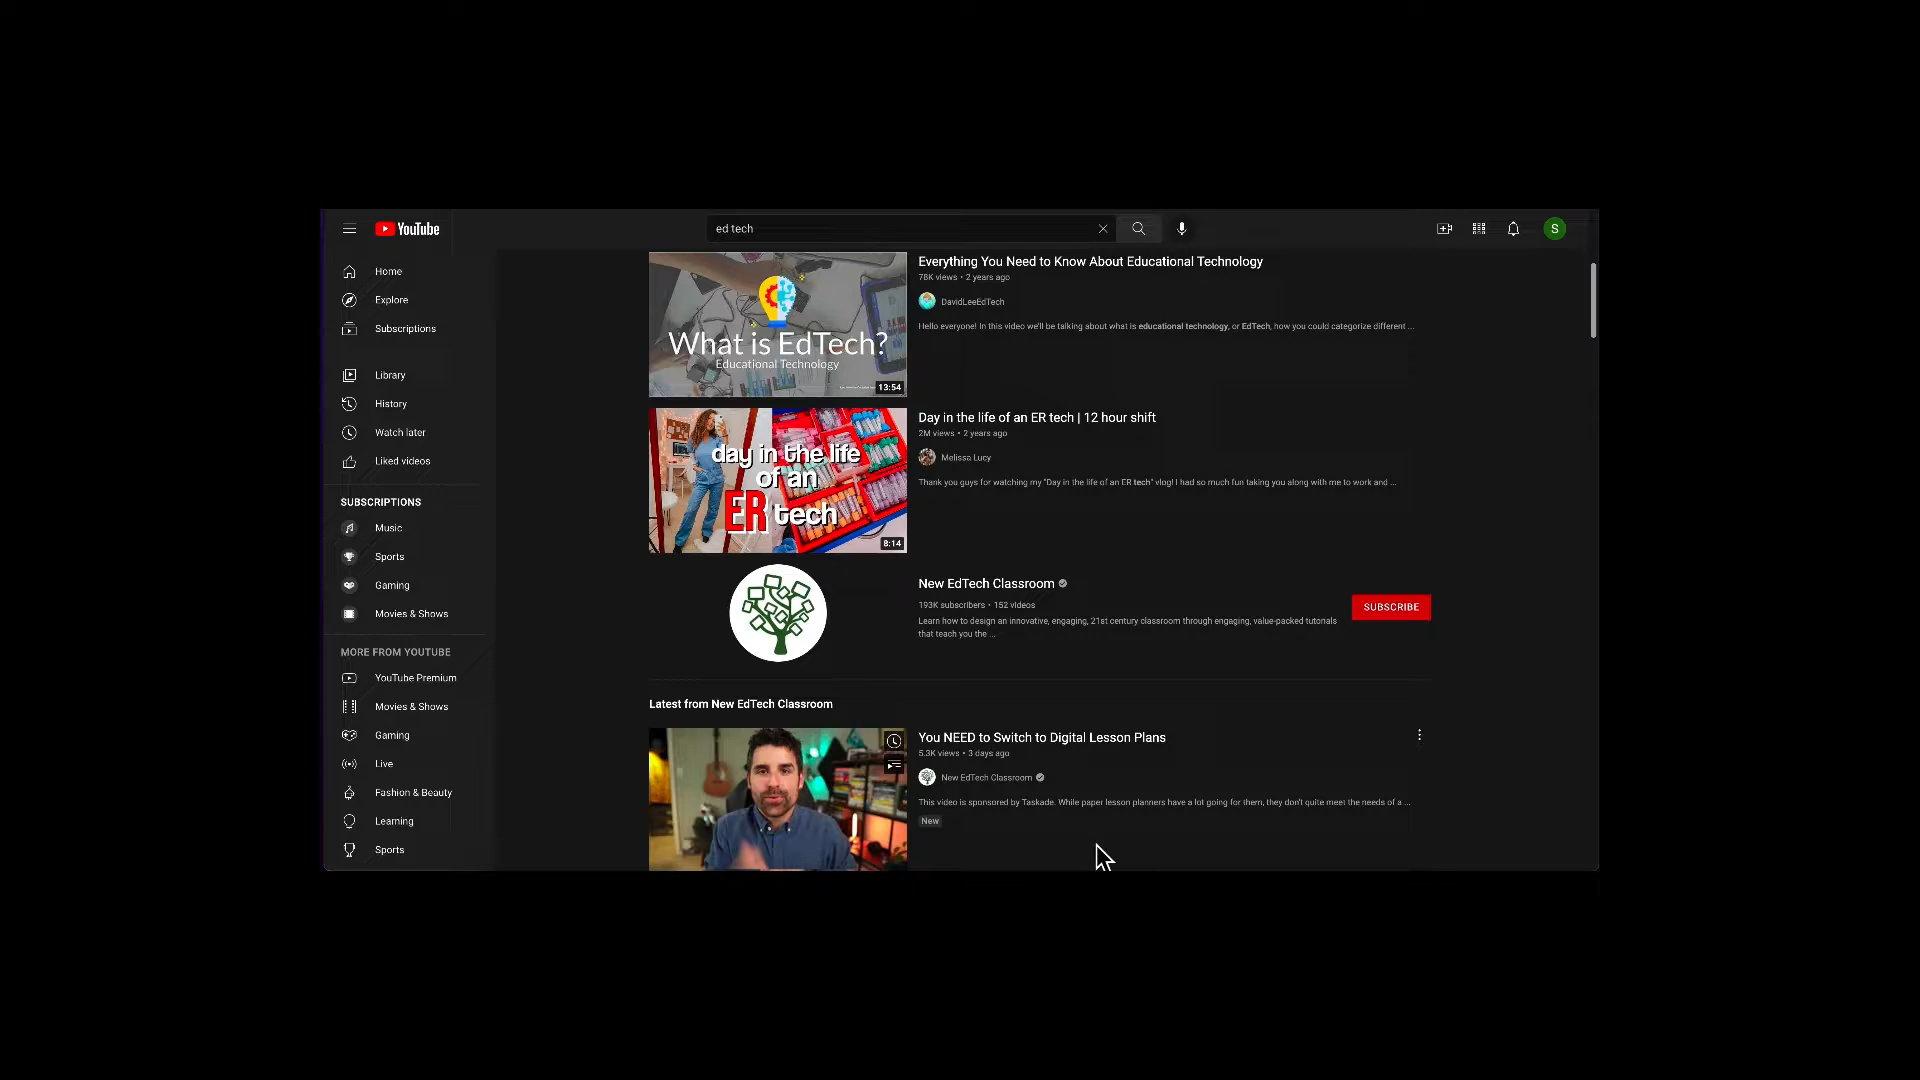 YouTube
ed tech
S
Home
Explore
Subscriptions
Library
History
Watch later
Liked videos
SUBSCRIPTIONS
Music
Sports
Gaming
Movies & Shows
MORE FROM YOUTUBE
YouTube Premium
Movies & Shows
Gaming
Live
Fashion & Beauty
Learning
Sports
What is EdTech?
Educational Technology
13:54
Everything You Need to Know About Educational Technology
78K views • 2 years ago
DavidLeeEdTech
Hello everyone! In this video we'll be talking about what is educational technology, or EdTech, how you could categorize different ...
day in the life
of an
ER tech
8:14
Day in the life of an ER tech | 12 hour shift
2M views • 2 years ago
Melissa Lucy
Thank you guys for watching my "Day in the life of an ER tech" vlog! I had so much fun taking you along with me to work and ...
New EdTech Classroom
193K subscribers • 152 videos
Learn how to design an innovative, engaging, 21st century classroom through engaging, value-packed tutorials
that teach you the ...
SUBSCRIBE
Latest from New EdTech Classroom
You NEED to Switch to Digital Lesson Plans
5.3K views • 3 days ago
New EdTech Classroom
This video is sponsored by Taskade. While paper lesson planners have a lot going for them, they don't quite meet the needs of a ...
New